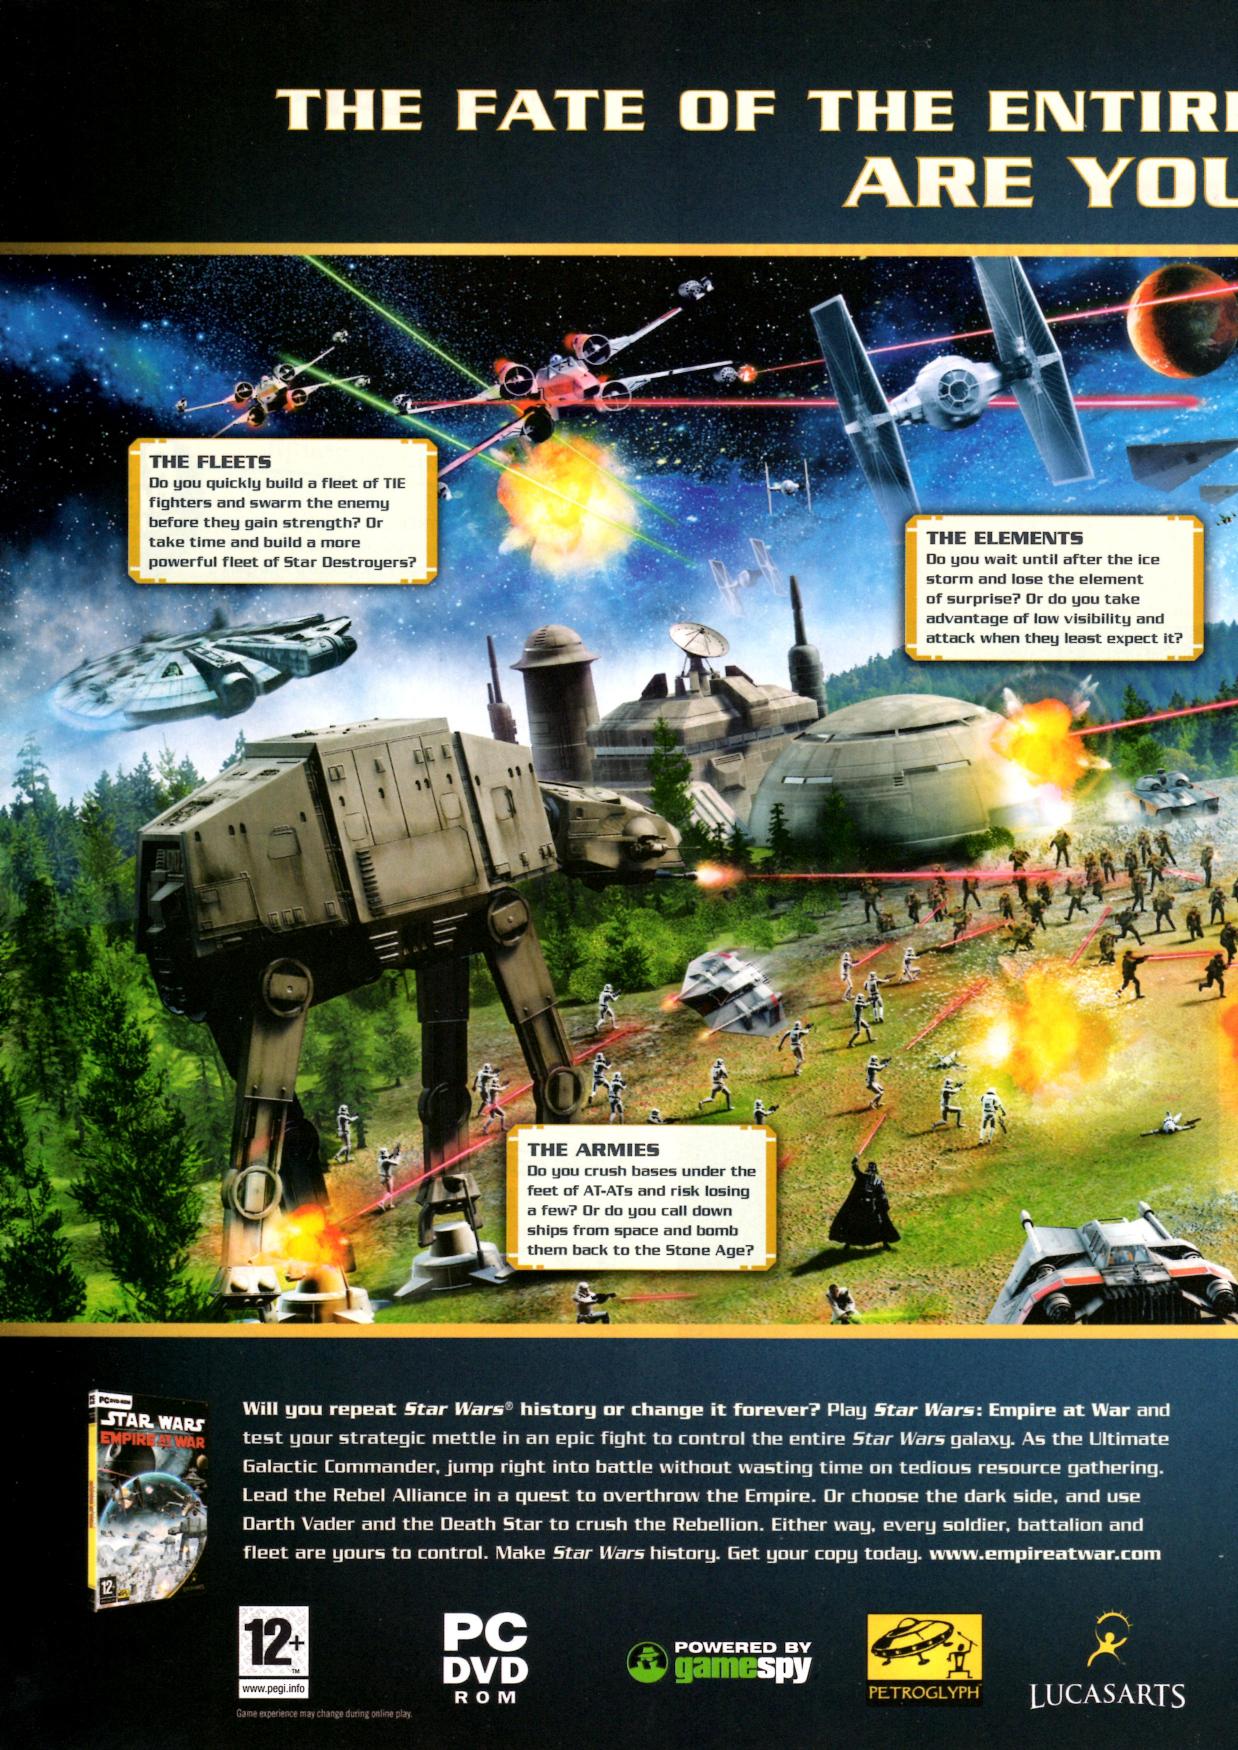 THE FATE OF THE ENTIRE
ARE YOU
THE FLEETS
Do you quickly build a fleet of TIE
fighters and swarm the enemy
before they gain strength? Or
take time and build a more
powerful fleet of Star Destroyers?
THE ELEMENTS
Do you wait until after the ice
storm and lose the element
of surprise? Or do you take
advantage of low visibility and
attack when they least expect it?
THE ARMIES
Do you crush bases under the
feet of AT-ATs and risk losing
a few? Or do you call down
ships from space and bomb
them back to the Stone Age?
PC DVD-ROM
STAR WARS
EMPIRE AT WAR
12+
Will you repeat Star Wars® history or change it forever? Play Star Wars: Empire at War and
test your strategic mettle in an epic fight to control the entire Star Wars galaxy. As the Ultimate
Galactic Commander, jump right into battle without wasting time on tedious resource gathering.
Lead the Rebel Alliance in a quest to overthrow the Empire. Or choose the dark side, and use
Darth Vader and the Death Star to crush the Rebellion. Either way, every soldier, battalion and
fleet are yours to control. Make Star Wars history. Get your copy today. www.empireatwar.com
12+
™
www.pegi.info
Game experience may change during online play.
PC
DVD
ROM
POWERED BY
gamespy
PETROGLYPH
LUCASARTS